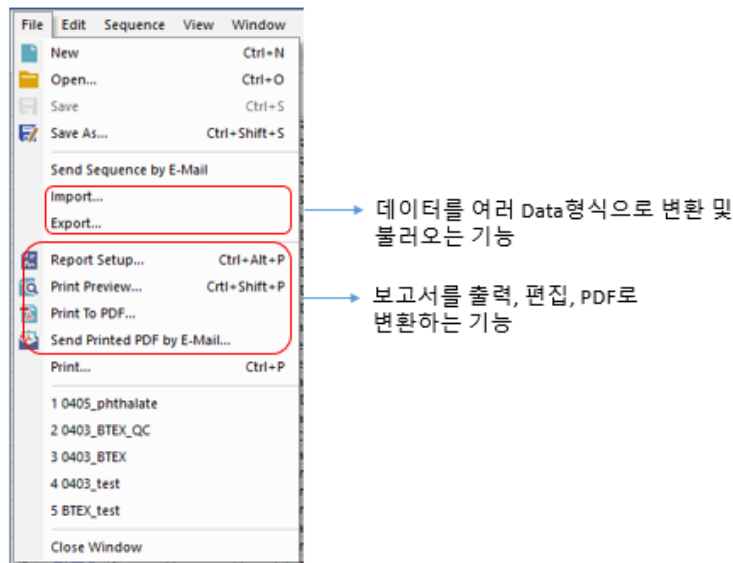 File Edit Sequence View Window
New Ctrl+N
Open... Ctrl+O
Save Ctrl+S
Save As... Ctrl+Shift+S
Send Sequence by E-Mail
Import...
Export...
데이터를 여러 Data형식으로 변환 및
불러오는 기능
Report Setup... Ctrl+Alt+P
Print Preview... Crtl+Shift+P
Print To PDF...
Send Printed PDF by E-Mail...
보고서를 출력, 편집, PDF로
변환하는 기능
Print... Ctrl+P
1 0405_phthalate
2 0403_BTEX_QC
3 0403_BTEX
4 0403_test
5 BTEX_test
Close Window